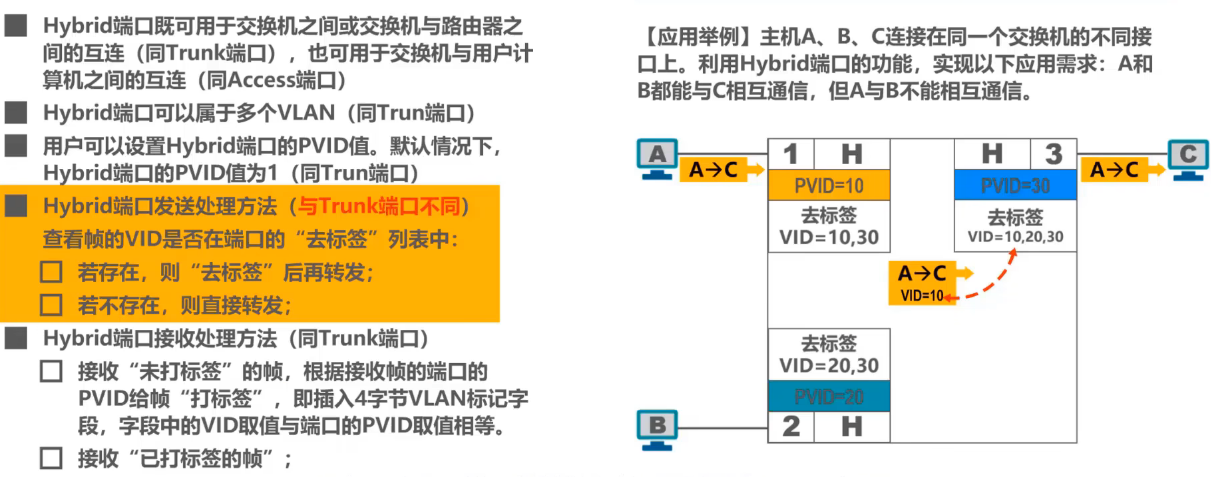 Hybrid端口既可用于交换机之间或交换机与路由器之
间的互连（同Trunk端口），也可用于交换机与用户计
算机之间的互连（同Access端口）
Hybrid端口可以属于多个VLAN（同Trun端口）
用户可以设置Hybrid端口的PVID值。默认情况下，
Hybrid端口的PVID值为1（同Trun端口）
Hybrid端口发送处理方法（与Trunk端口不同）
查看帧的VID是否在端口的“去标签”列表中：
若存在，则“去标签”后再转发；
若不存在，则直接转发；
Hybrid端口接收处理方法（同Trunk端口）
接收“未打标签”的帧，根据接收帧的端口的
PVID给帧“打标签”，即插入4字节VLAN标记字
段，字段中的VID取值与端口的PVID取值相等。
接收“已打标签的帧”；
【应用举例】主机A、B、C连接在同一个交换机的不同接
口上。利用Hybrid端口的功能，实现以下应用需求：A和
B都能与C相互通信，但A与B不能相互通信。
A
A→C
1 H
PVID=10
去标签
VID=10,30
H 3
PVID=30
去标签
VID=10,20,30
A→C
C
A→C
VID=10
去标签
VID=20,30
PVID=20
2 H
B